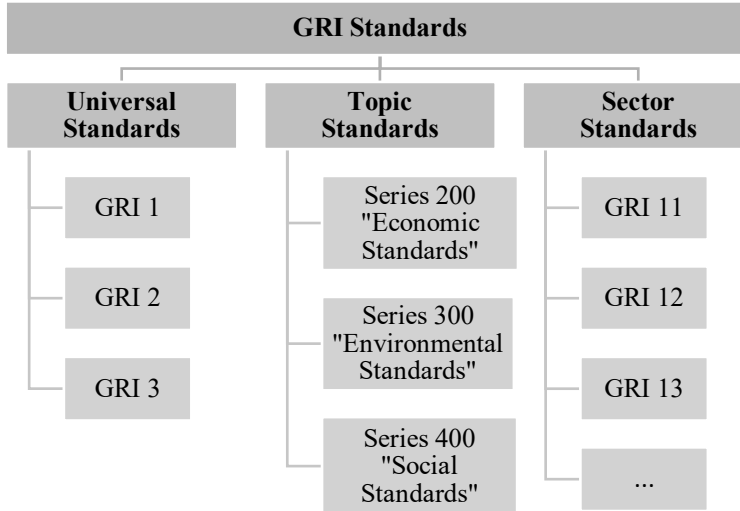 GRI Standards
Universal
Standards
Topic
Standards
Sector
Standards
GRI 1
GRI 2
GRI 3
Series 200
"Economic
Standards"
Series 300
"Environmental
Standards"
Series 400
"Social
Standards"
GRI 11
GRI 12
GRI 13
...